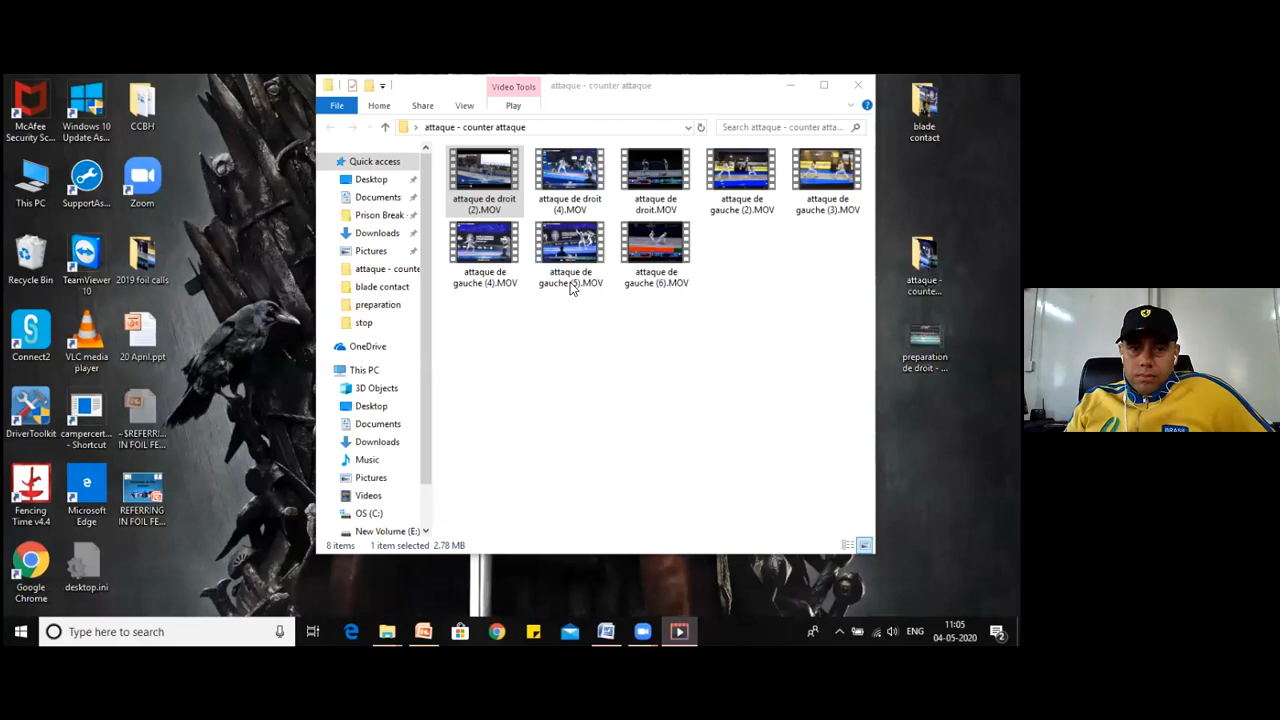 Video Tools
attaque - counter attaque
File
Home
Share
View
Play
attaque - counter attaque
Search attaque - counter atta...
Quick access
Desktop
Documents
Prison Break
Downloads
Pictures
attaque - counte
blade contact
preparation
stop
OneDrive
This PC
3D Objects
Desktop
Documents
Downloads
Music
Pictures
Videos
OS (C:)
New Volume (E:)
attaque de droit
(2).MOV
attaque de droit
(4).MOV
attaque de
droit.MOV
attaque de
gauche (2).MOV
attaque de
gauche (3).MOV
attaque de
gauche (4).MOV
attaque de
gauche (5).MOV
attaque de
gauche (6).MOV
8 items
1 item selected 2.78 MB
McAfee
Security Sc...
Windows 10
Update As...
CCBH
This PC
SupportAs...
Zoom
Recycle Bin
TeamViewer
10
2019 foil calls
Connect2
VLC media
player
20 April.ppt
DriverToolkit
campercert...
- Shortcut
~$REFERRI...
IN FOIL FE...
Fencing
Time v4.4
Microsoft
Edge
REFERRING
IN FOIL FE...
Google
Chrome
desktop.ini
blade
contact
attaque -
counte...
preparation
de droit - ...
BRASIL
Type here to search
ENG
11:05
04-05-2020
2